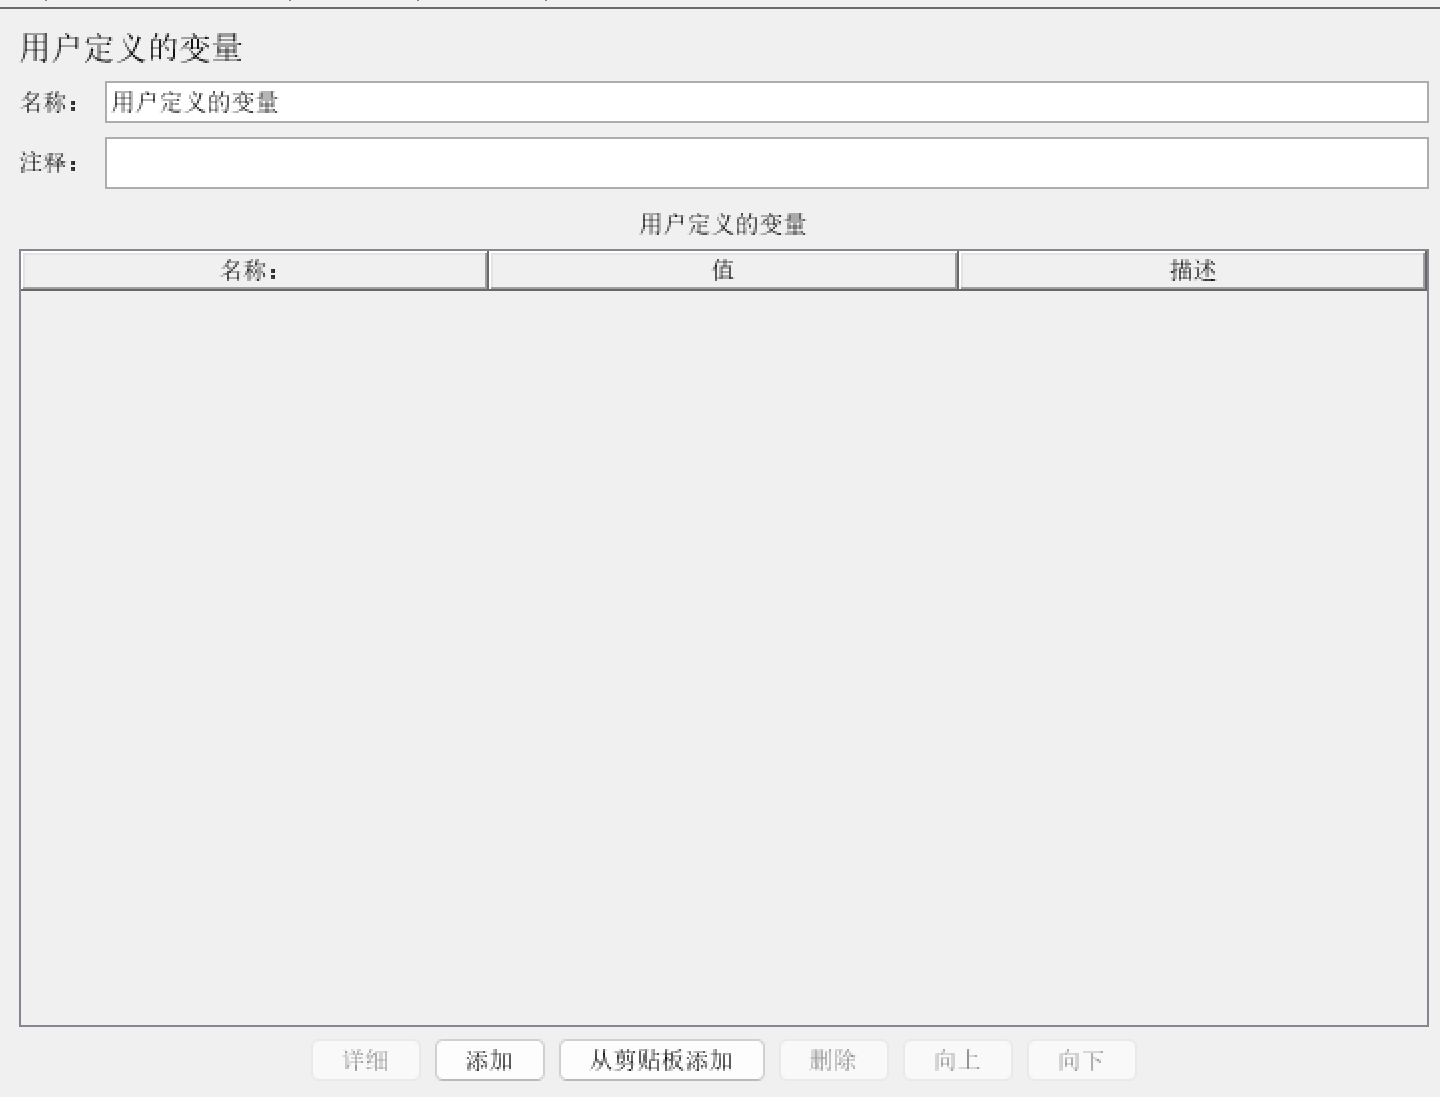 用户定义的变量
名称： 用户定义的变量
注释：
用户定义的变量
名称： 值 描述
详细 添加 从剪贴板添加 删除 向上 向下